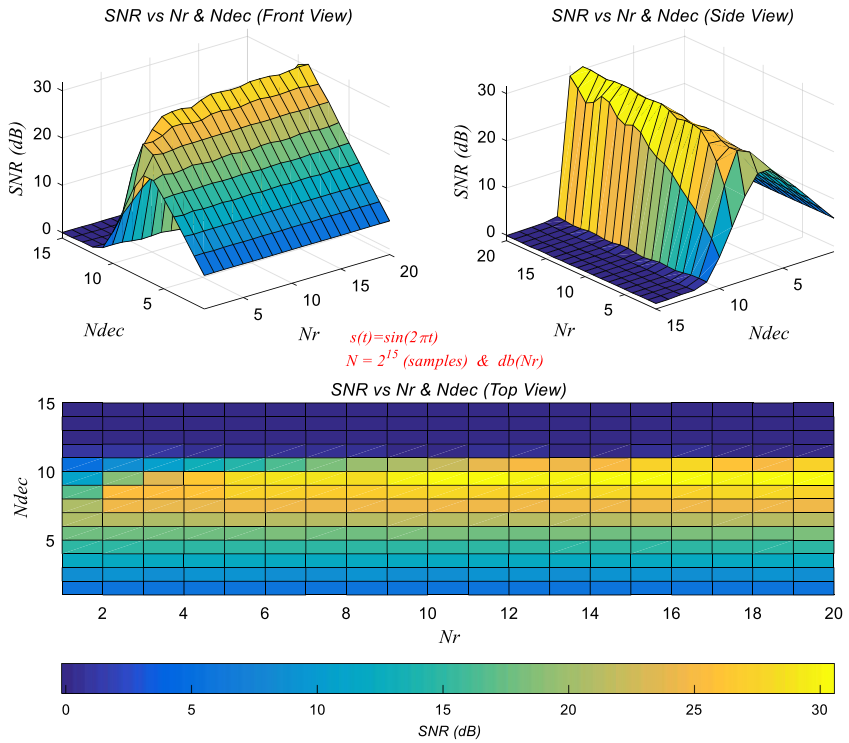 SNR vs Nr & Ndec (Front View)
SNR vs Nr & Ndec (Side View)
SNR (dB)
30
20
10
0
15
10
5
Ndec
5
10
15
20
Nr
SNR (dB)
30
20
10
0
20
15
10
5
Nr
15
10
5
Ndec
s(t)=sin(2πt)
N = 2^15 (samples) & db(Nr)
SNR vs Nr & Ndec (Top View)
Ndec
15
10
5
2 4 6 8 10 12 14 16 18 20
Nr
0 5 10 15 20 25 30
SNR (dB)